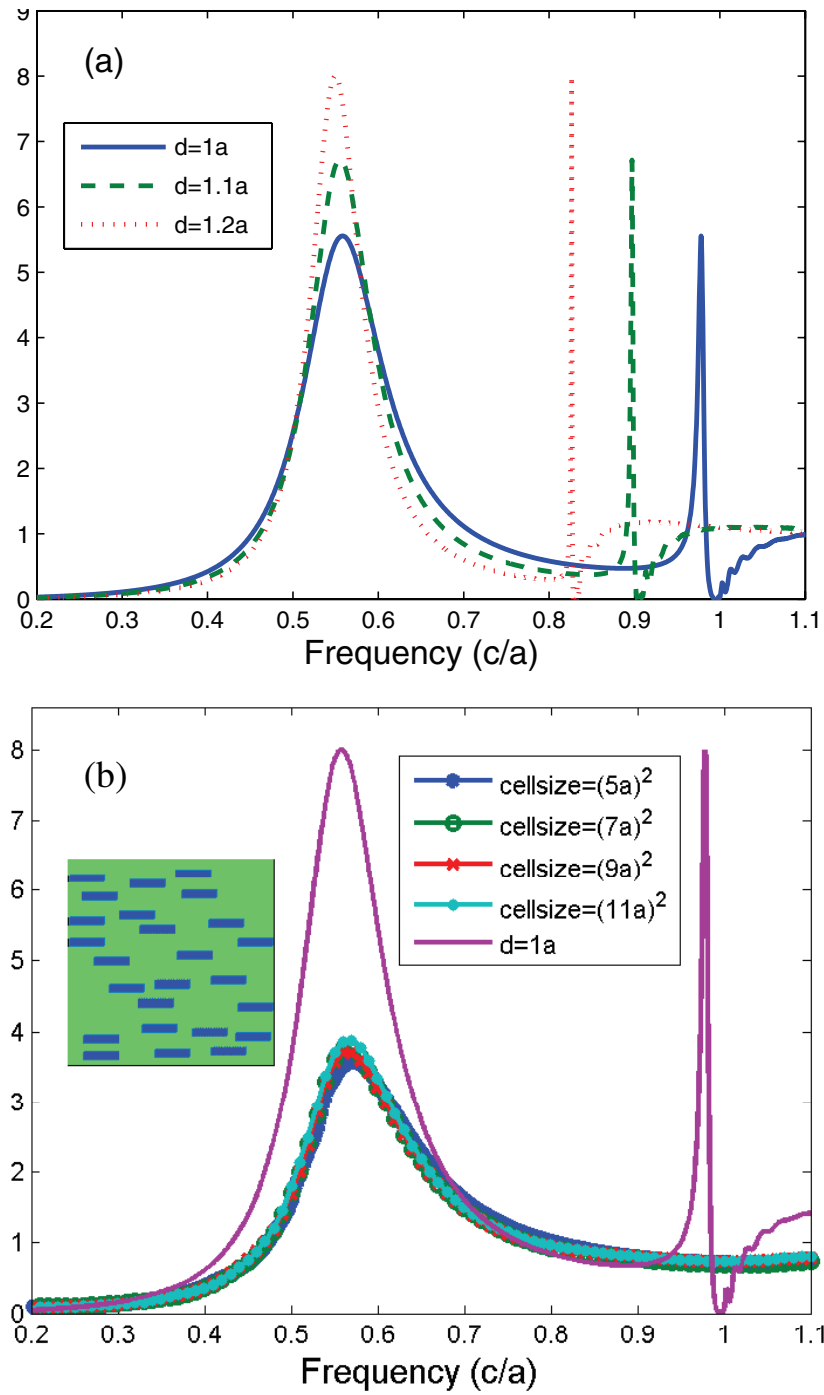 9
(a)
8
7
d=1a
d=1.1a
d=1.2a
6
5
4
3
2
1
0
0.2 0.3 0.4 0.5 0.6 0.7 0.8 0.9 1 1.1
Frequency (c/a)
(b)
8
cellsize=(5a)²
cellsize=(7a)²
cellsize=(9a)²
cellsize=(11a)²
d=1a
7
6
5
4
3
2
1
0
0.2 0.3 0.4 0.5 0.6 0.7 0.8 0.9 1 1.1
Frequency (c/a)